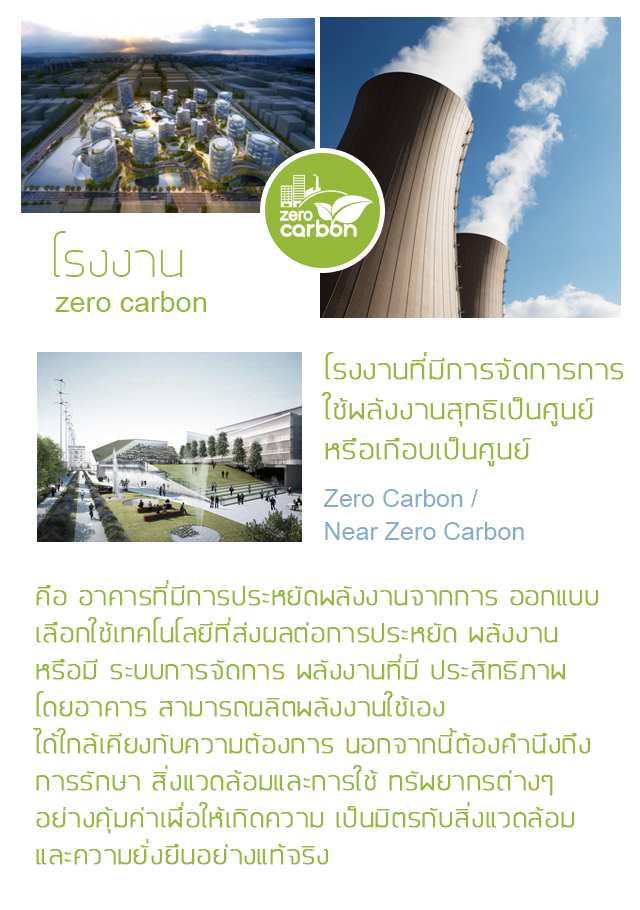 zero
carbon
โรงงาน
zero carbon
โรงงานที่มีการจัดการการ
ใช้พลังงานสุทธิเป็นศูนย์
หรือเกือบเป็นศูนย์
Zero Carbon /
Near Zero Carbon
คือ อาคารที่มีการประหยัดพลังงานจากการ ออกแบบ
เลือกใช้เทคโนโลยีที่ส่งผลต่อการประหยัด พลังงาน
หรือมี ระบบการจัดการ พลังงานที่มี ประสิทธิภาพ
โดยอาคาร สามารถผลิตพลังงานใช้เอง
ได้ใกล้เคียงกับความต้องการ นอกจากนี้ต้องคำนึงถึง
การรักษา สิ่งแวดล้อมและการใช้ ทรัพยากรต่างๆ
อย่างคุ้มค่าเพื่อให้เกิดความ เป็นมิตรกับสิ่งแวดล้อม
และความยั่งยืนอย่างแท้จริง